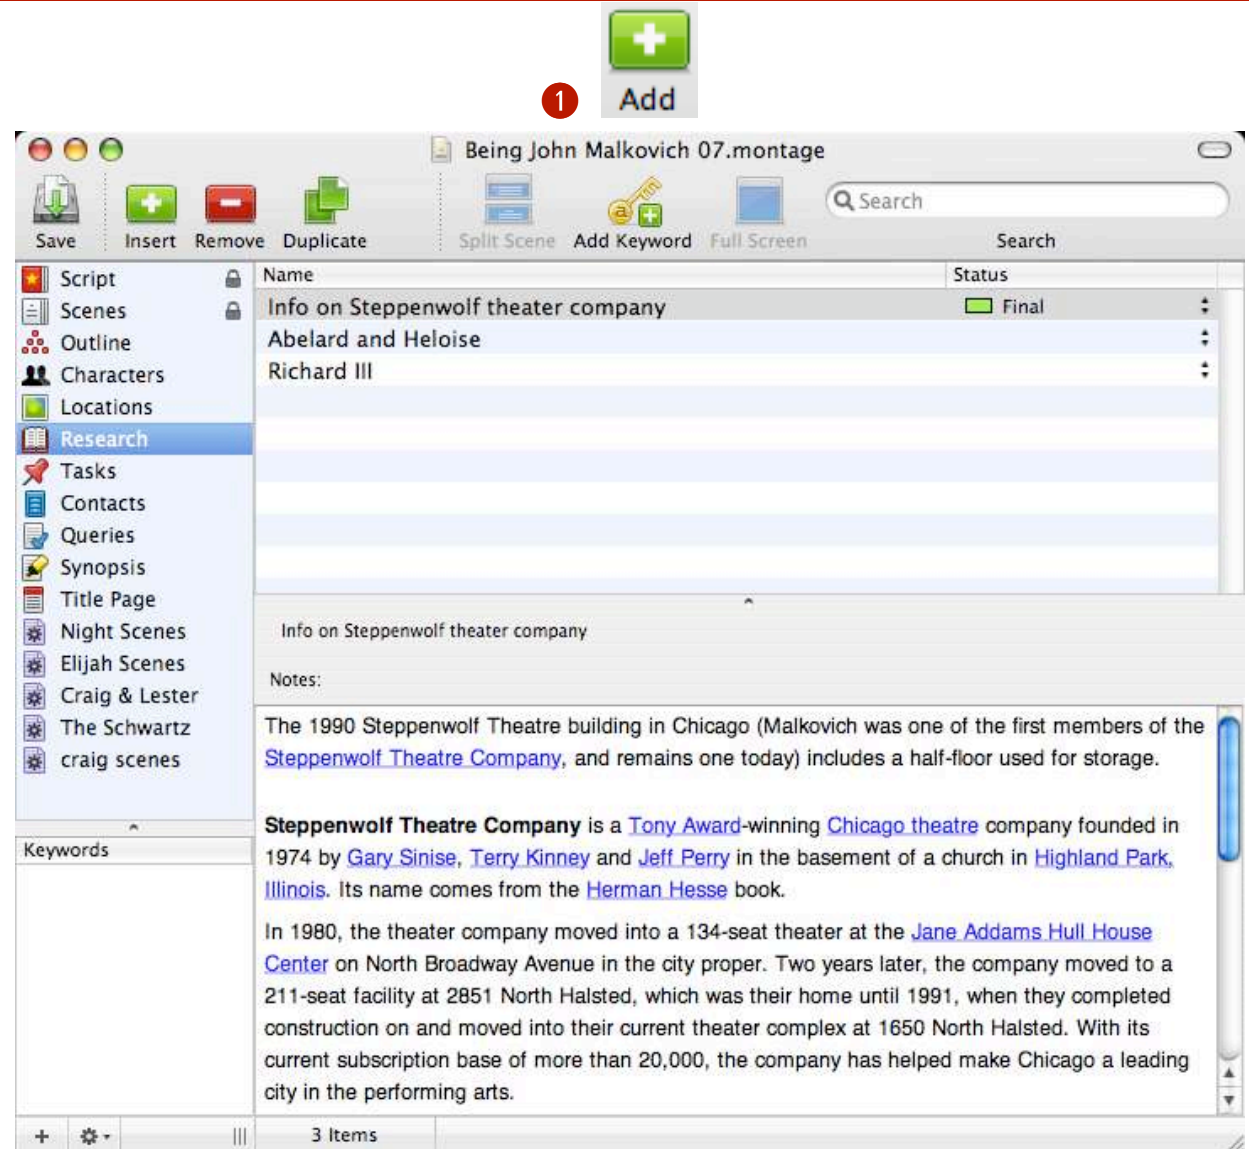 1 Add
Being John Malkovich 07.montage
Search
Save Insert Remove Duplicate Split Scene Add Keyword Full Screen Search
Script
Scenes
Outline
Characters
Locations
Research
Tasks
Contacts
Queries
Synopsis
Title Page
Night Scenes
Elijah Scenes
Craig & Lester
The Schwartz
craig scenes
Keywords
Name Status
Info on Steppenwolf theater company Final
Abelard and Heloise
Richard III
Info on Steppenwolf theater company
Notes:
The 1990 Steppenwolf Theatre building in Chicago (Malkovich was one of the first members of the
Steppenwolf Theatre Company, and remains one today) includes a half-floor used for storage.
Steppenwolf Theatre Company is a Tony Award-winning Chicago theatre company founded in
1974 by Gary Sinise, Terry Kinney and Jeff Perry in the basement of a church in Highland Park,
Illinois. Its name comes from the Herman Hesse book.
In 1980, the theater company moved into a 134-seat theater at the Jane Addams Hull House
Center on North Broadway Avenue in the city proper. Two years later, the company moved to a
211-seat facility at 2851 North Halsted, which was their home until 1991, when they completed
construction on and moved into their current theater complex at 1650 North Halsted. With its
current subscription base of more than 20,000, the company has helped make Chicago a leading
city in the performing arts.
3 Items